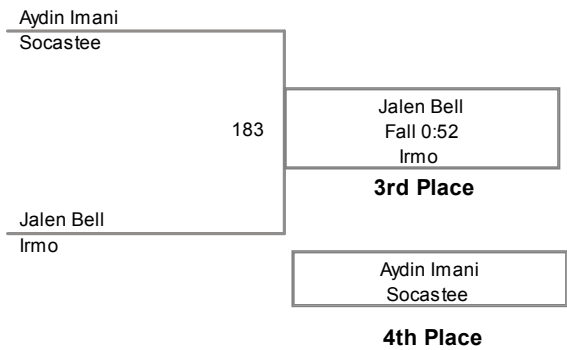 Aydin Imani
Socastee
183
Jalen Bell
Fall 0:52
Irmo
3rd Place
Jalen Bell
Irmo
Aydin Imani
Socastee
4th Place